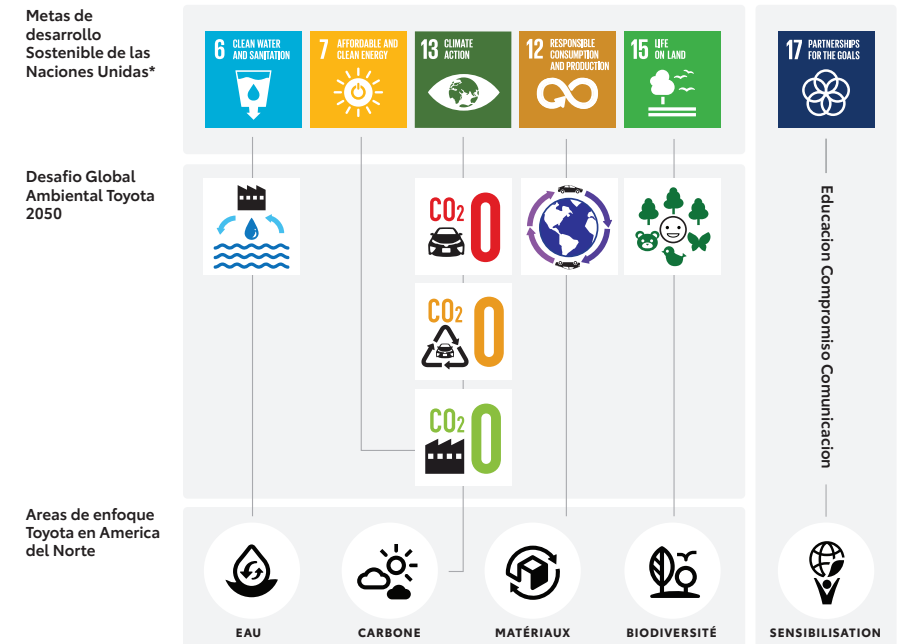 Metas de
desarrollo
Sostenible de las
Naciones Unidas*
6 CLEAN WATER
AND SANITATION
7 AFFORDABLE AND
CLEAN ENERGY
13 CLIMATE
ACTION
12 RESPONSIBLE
CONSUMPTION
AND PRODUCTION
15 LIFE
ON LAND
17 PARTNERSHIPS
FOR THE GOALS
Desafio Global
Ambiental Toyota
2050
CO2 0
CO2 0
CO2 0
Educacion Compromiso Comunicacion
Areas de enfoque
Toyota en America
del Norte
EAU
CARBONE
MATÉRIAUX
BIODIVERSITÉ
SENSIBILISATION